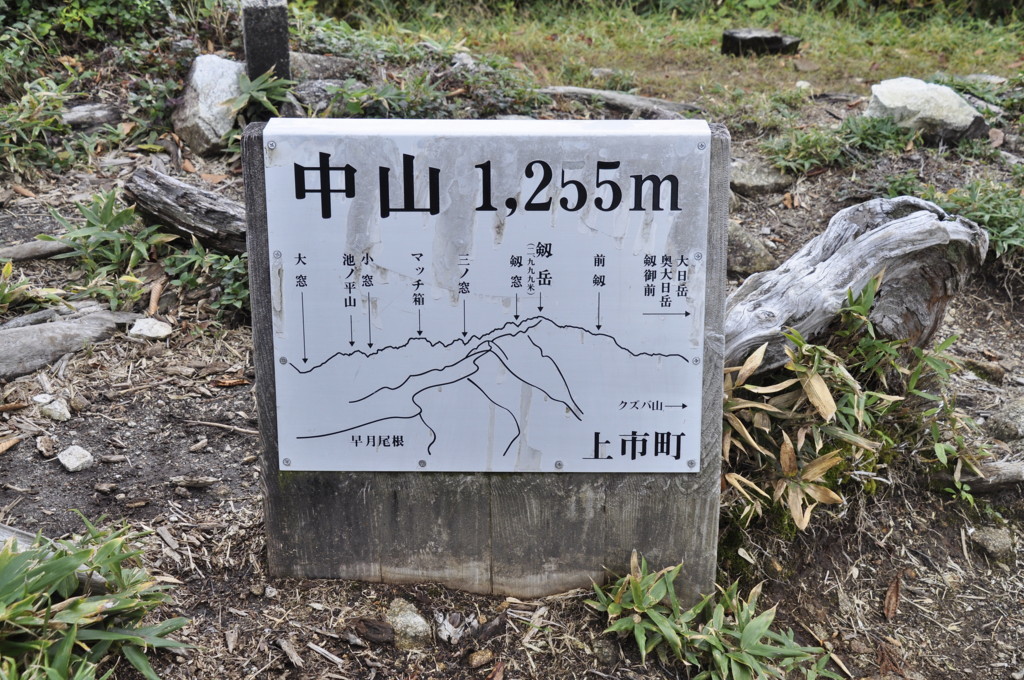 中山 1,255m
大窓
池ノ平山
小窓
マッチ箱
三ノ窓
剱窓
剱岳
(二,九九九米)
前剱
剱御前
奥大日岳
大日岳
クズバ山
早月尾根
上市町